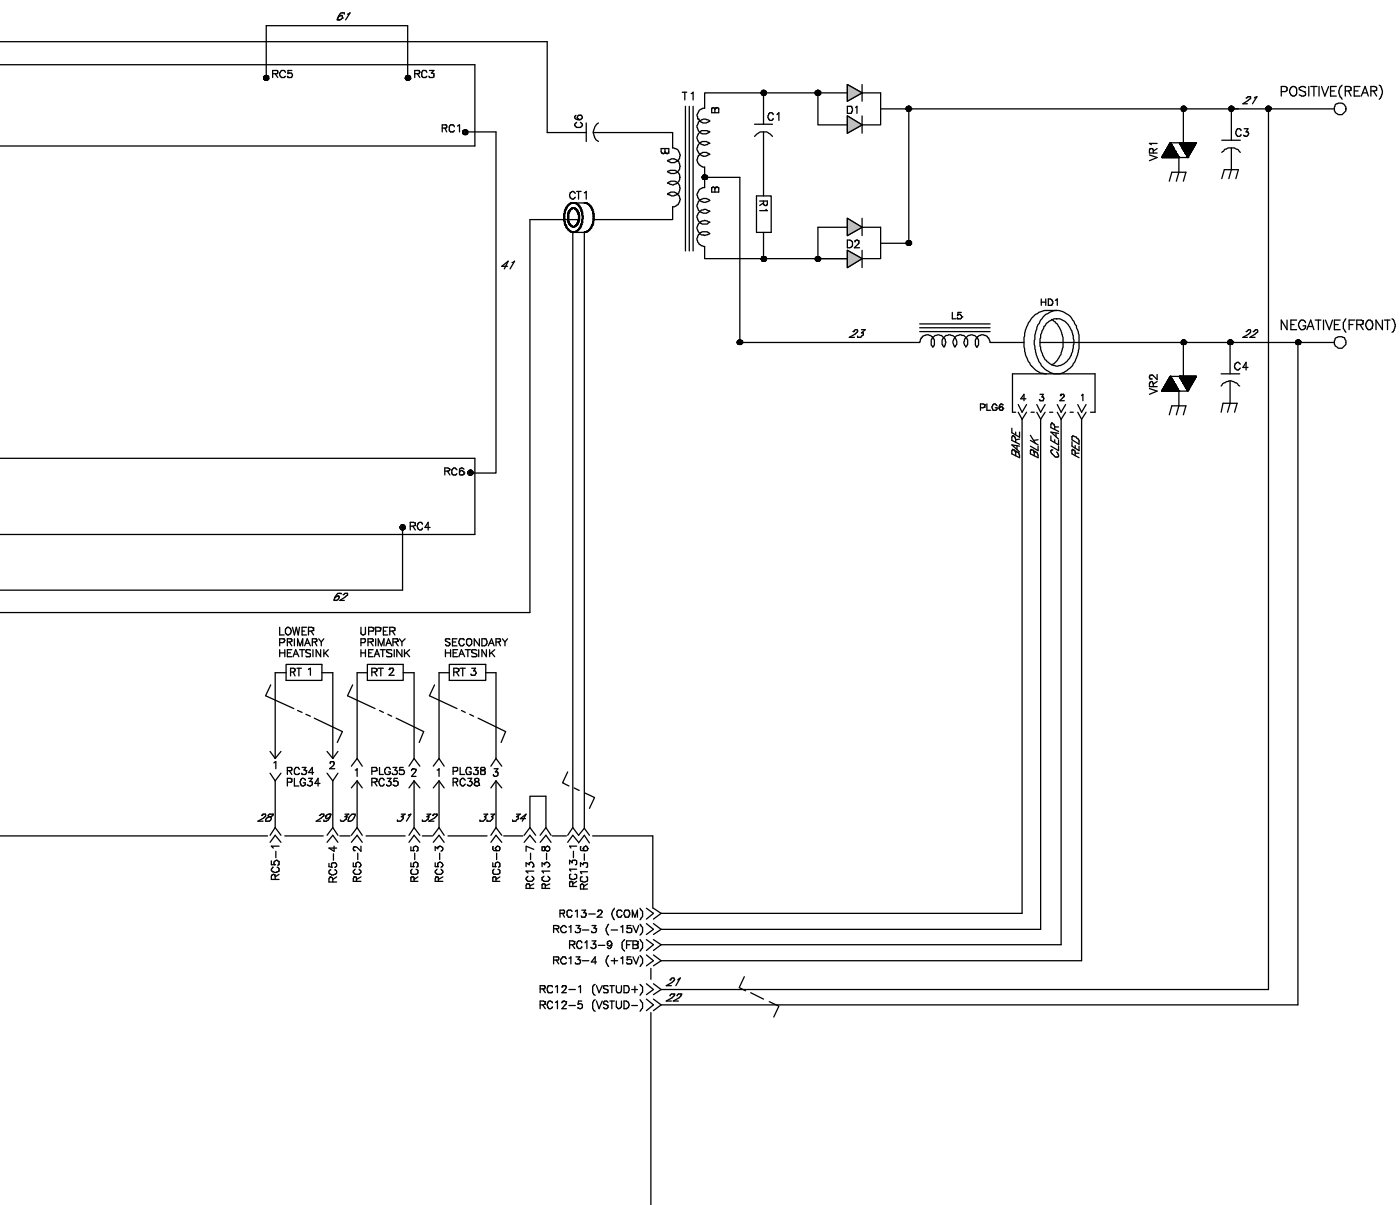 61
RC5
RC3
RC1
C6
T1
B
B
B
C1
D1
R1
D2
CT1
POSITIVE(REAR)
21
VR1
C3
41
23
L5
HD1
NEGATIVE(FRONT)
22
VR2
C4
PLG6
4 3 2 1
BARE
BLK
CLEAR
RED
RC6
RC4
62
LOWER
PRIMARY
HEATSINK
RT 1
UPPER
PRIMARY
HEATSINK
RT 2
SECONDARY
HEATSINK
RT 3
1
2
RC34
PLG34
1
2
PLG35
RC35
1
3
PLG38
RC38
28
29
30
31
32
33
34
RC5-1
RC5-4
RC5-2
RC5-5
RC5-3
RC5-6
RC13-7
RC13-8
RC13-1
RC13-6
RC13-2 (COM)
RC13-3 (-15V)
RC13-9 (FB)
RC13-4 (+15V)
RC12-1 (VSTUD+)
21
RC12-5 (VSTUD-)
22